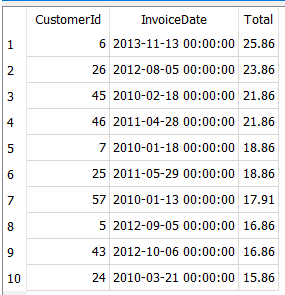 CustomerId InvoiceDate Total
1 6 2013-11-13 00:00:00 25.86
2 26 2012-08-05 00:00:00 23.86
3 45 2010-02-18 00:00:00 21.86
4 46 2011-04-28 00:00:00 21.86
5 7 2010-01-18 00:00:00 18.86
6 25 2011-05-29 00:00:00 18.86
7 57 2010-01-13 00:00:00 17.91
8 5 2012-09-05 00:00:00 16.86
9 43 2012-10-06 00:00:00 16.86
10 24 2010-03-21 00:00:00 15.86